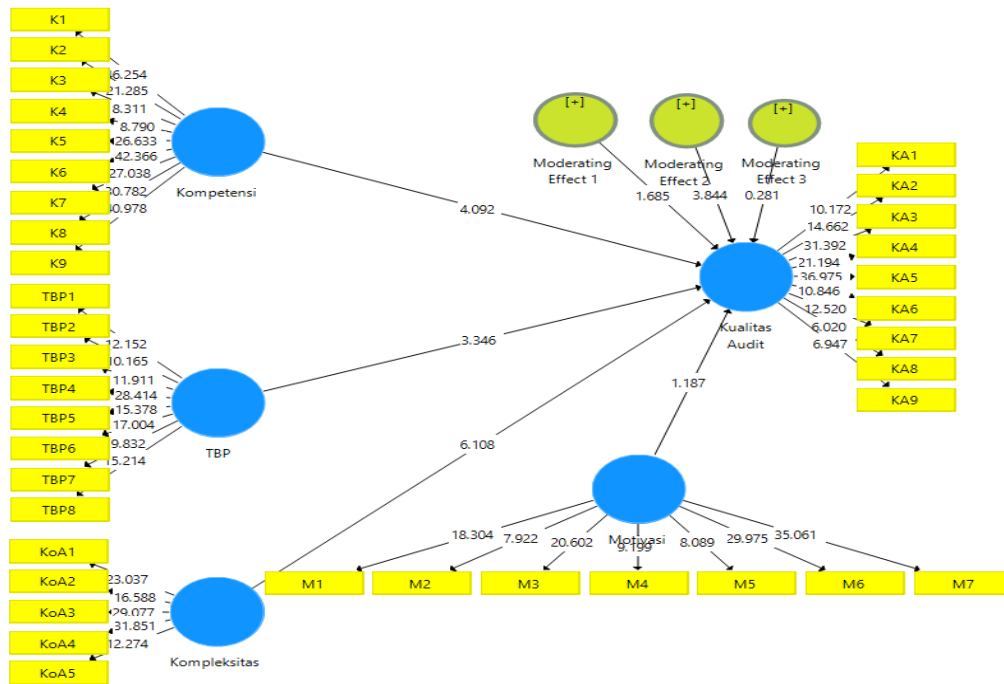 K1
K2
K3
K4
K5
K6
K7
K8
K9
21.285
8.311
8.790
26.633
42.366
27.038
Kompetensi
TBP1
TBP2
TBP3
TBP4
TBP5
TBP6
TBP7
TBP8
12.152
10.165
11.911
28.414
15.378
17.004
9.832
15.214
TBP
KoA1
KoA2
KoA3
KoA4
KoA5
23.037
16.588
29.077
31.851
12.274
Kompleksitas
4.092
3.346
6.108
1.187
[+]
[+]
[+]
Moderating
Effect 1
Moderating
Effect 2
Moderating
Effect 3
1.685
3.844
0.281
Kualitas
Audit
10.172
14.662
31.392
21.194
36.975
10.846
12.520
6.020
6.947
KA1
KA2
KA3
KA4
KA5
KA6
KA7
KA8
KA9
Motivasi
18.304
7.922
20.602
9.199
8.089
29.975
35.061
M1
M2
M3
M4
M5
M6
M7